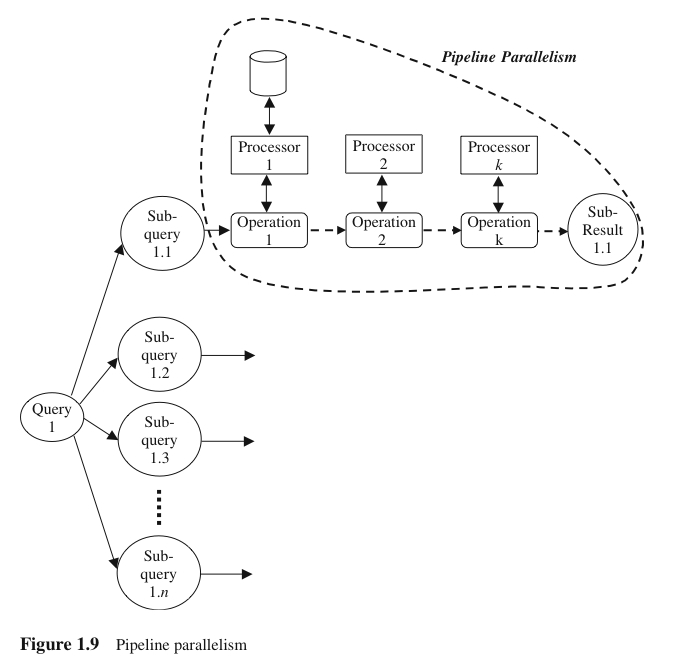 Pipeline Parallelism
Processor
1
Processor
2
Processor
k
Sub-
query
1.1
Operation
1
Operation
2
Operation
k
Sub-
Result
1.1
Sub-
query
1.2
Query
1
Sub-
query
1.3
Sub-
query
1.n
Figure 1.9 Pipeline parallelism